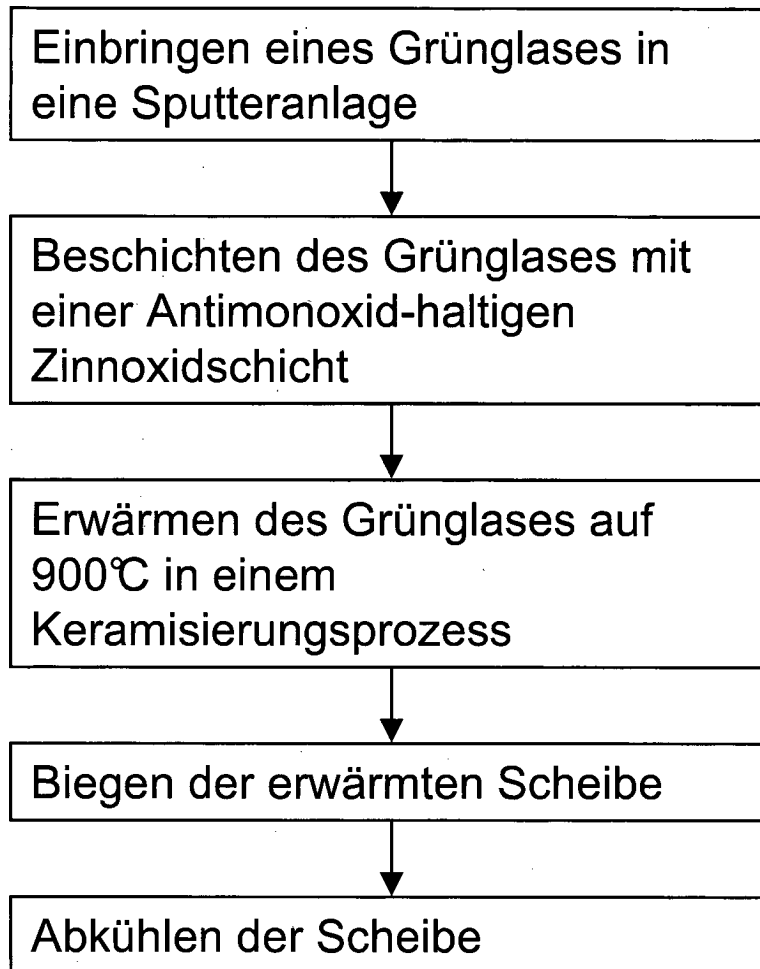 Einbringen eines Grünglases in
eine Sputteranlage
Beschichten des Grünglases mit
einer Antimonoxid-haltigen
Zinnoxidschicht
Erwärmen des Grünglases auf
900℃ in einem
Keramisierungsprozess
Biegen der erwärmten Scheibe
Abkühlen der Scheibe